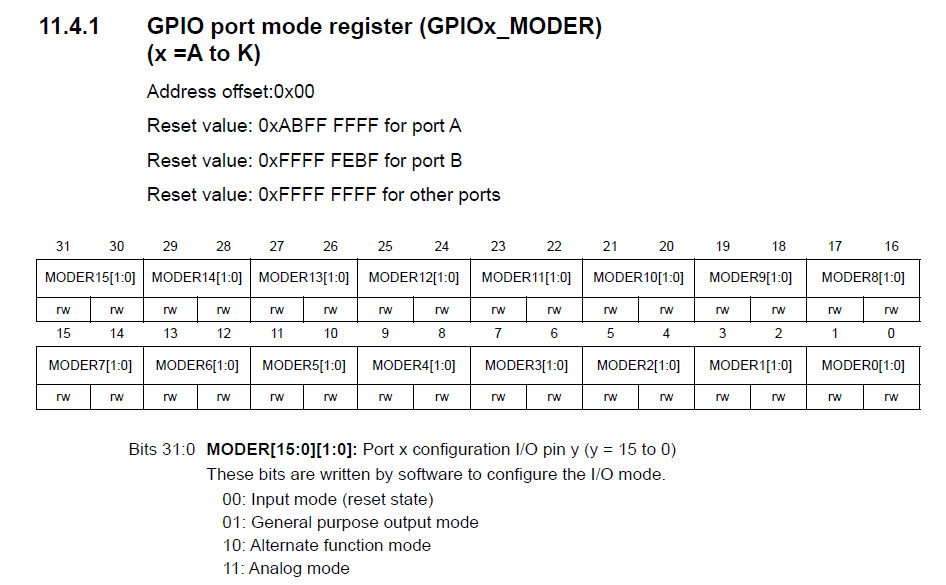 11.4.1 GPIO port mode register (GPIOx_MODER)
(x =A to K)
Address offset:0x00
Reset value: 0xABFF FFFF for port A
Reset value: 0xFFFF FEBF for port B
Reset value: 0xFFFF FFFF for other ports
31 30 29 28 27 26 25 24 23 22 21 20 19 18 17 16
MODER15[1:0] MODER14[1:0] MODER13[1:0] MODER12[1:0] MODER11[1:0] MODER10[1:0] MODER9[1:0] MODER8[1:0]
rw rw rw rw rw rw rw rw rw rw rw rw rw rw rw rw
15 14 13 12 11 10 9 8 7 6 5 4 3 2 1 0
MODER7[1:0] MODER6[1:0] MODER5[1:0] MODER4[1:0] MODER3[1:0] MODER2[1:0] MODER1[1:0] MODER0[1:0]
rw rw rw rw rw rw rw rw rw rw rw rw rw rw rw rw
Bits 31:0 MODER[15:0][1:0]: Port x configuration I/O pin y (y = 15 to 0)
These bits are written by software to configure the I/O mode.
00: Input mode (reset state)
01: General purpose output mode
10: Alternate function mode
11: Analog mode